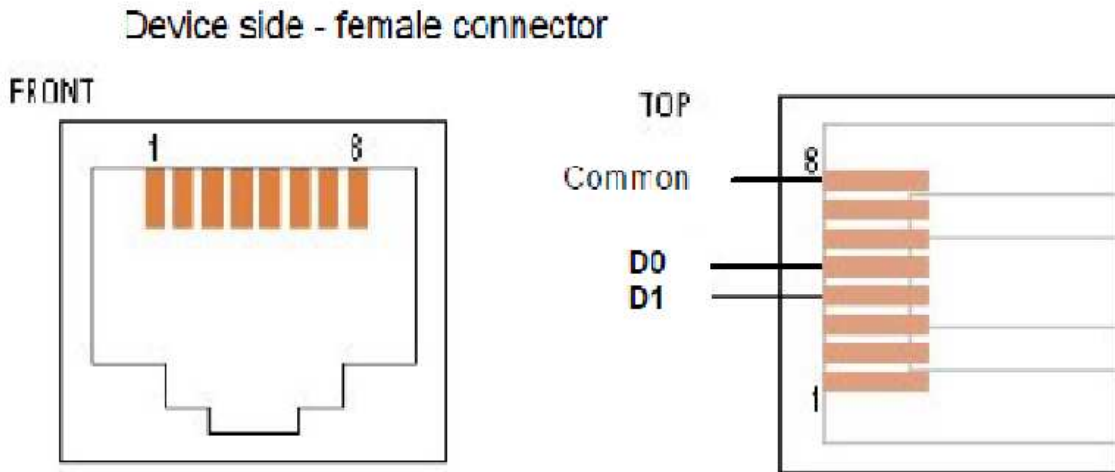 Device side - female connector
FRONT
TOP
1 8
8
Common
D0
D1
1